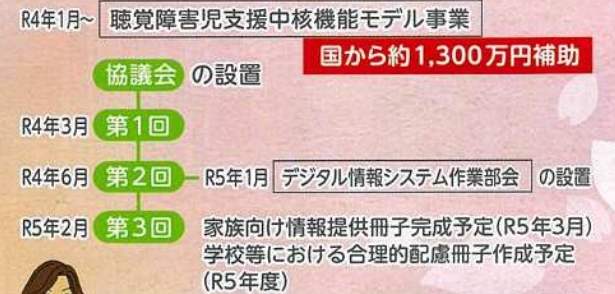 R4年1月~ 聴覚障害児支援中核機能モデル事業
国から約1,300万円補助
協議会 の設置
R4年3月 第1回
R4年6月 第2回 R5年1月 デジタル情報システム作業部会 の設置
R5年2月 第3回 家族向け情報提供冊子完成予定(R5年3月)
学校等における合理的配慮冊子作成予定
(R5年度)